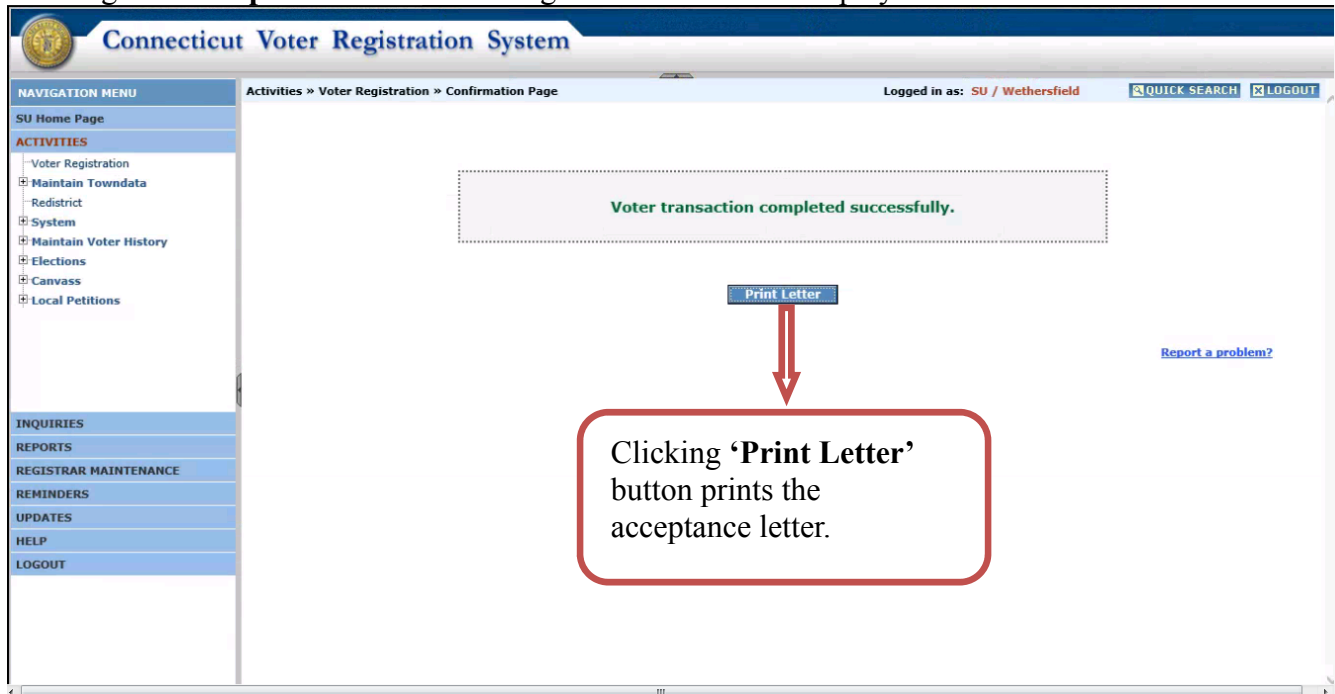 Connecticut Voter Registration System
NAVIGATION MENU
Activities » Voter Registration » Confirmation Page
Logged in as: SU / Wethersfield
QUICK SEARCH
LOGOUT
SU Home Page
ACTIVITIES
Voter Registration
Maintain Towndata
Redistrict
System
Maintain Voter History
Elections
Canvass
Local Petitions
Voter transaction completed successfully.
Print Letter
Report a problem?
INQUIRIES
REPORTS
REGISTRAR MAINTENANCE
REMINDERS
UPDATES
HELP
LOGOUT
Clicking ‘Print Letter’
button prints the
acceptance letter.